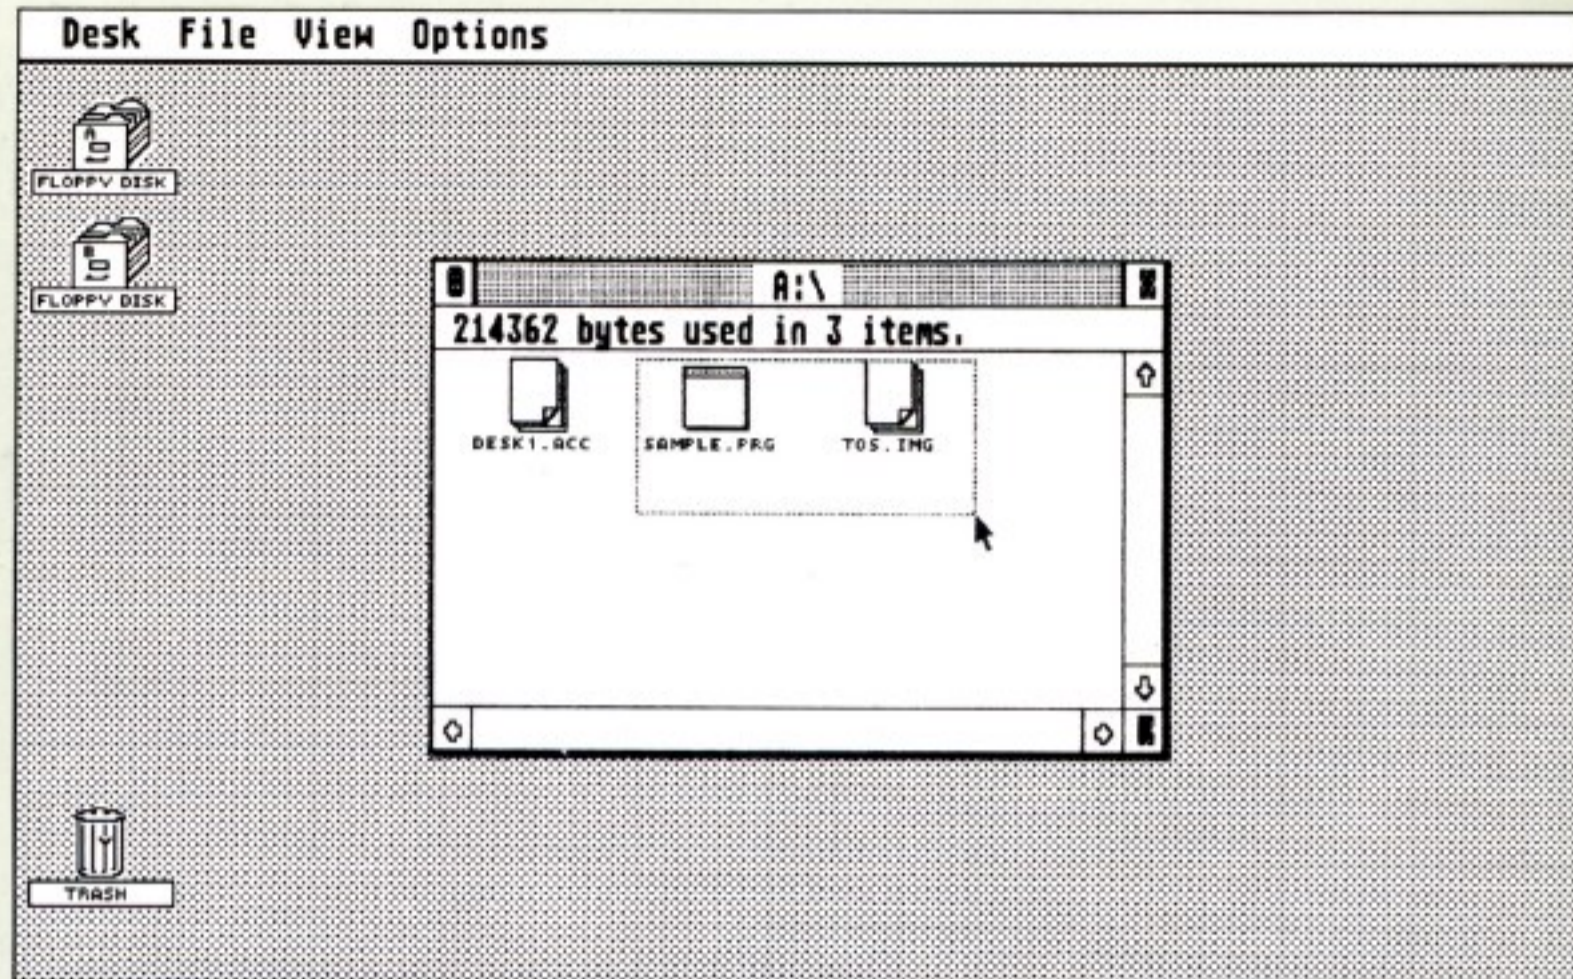 Desk File View Options
A
FLOPPY DISK
B
FLOPPY DISK
A:\
214362 bytes used in 3 items.
DESK1.ACC SAMPLE.PRG TOS.IMG
TRASH